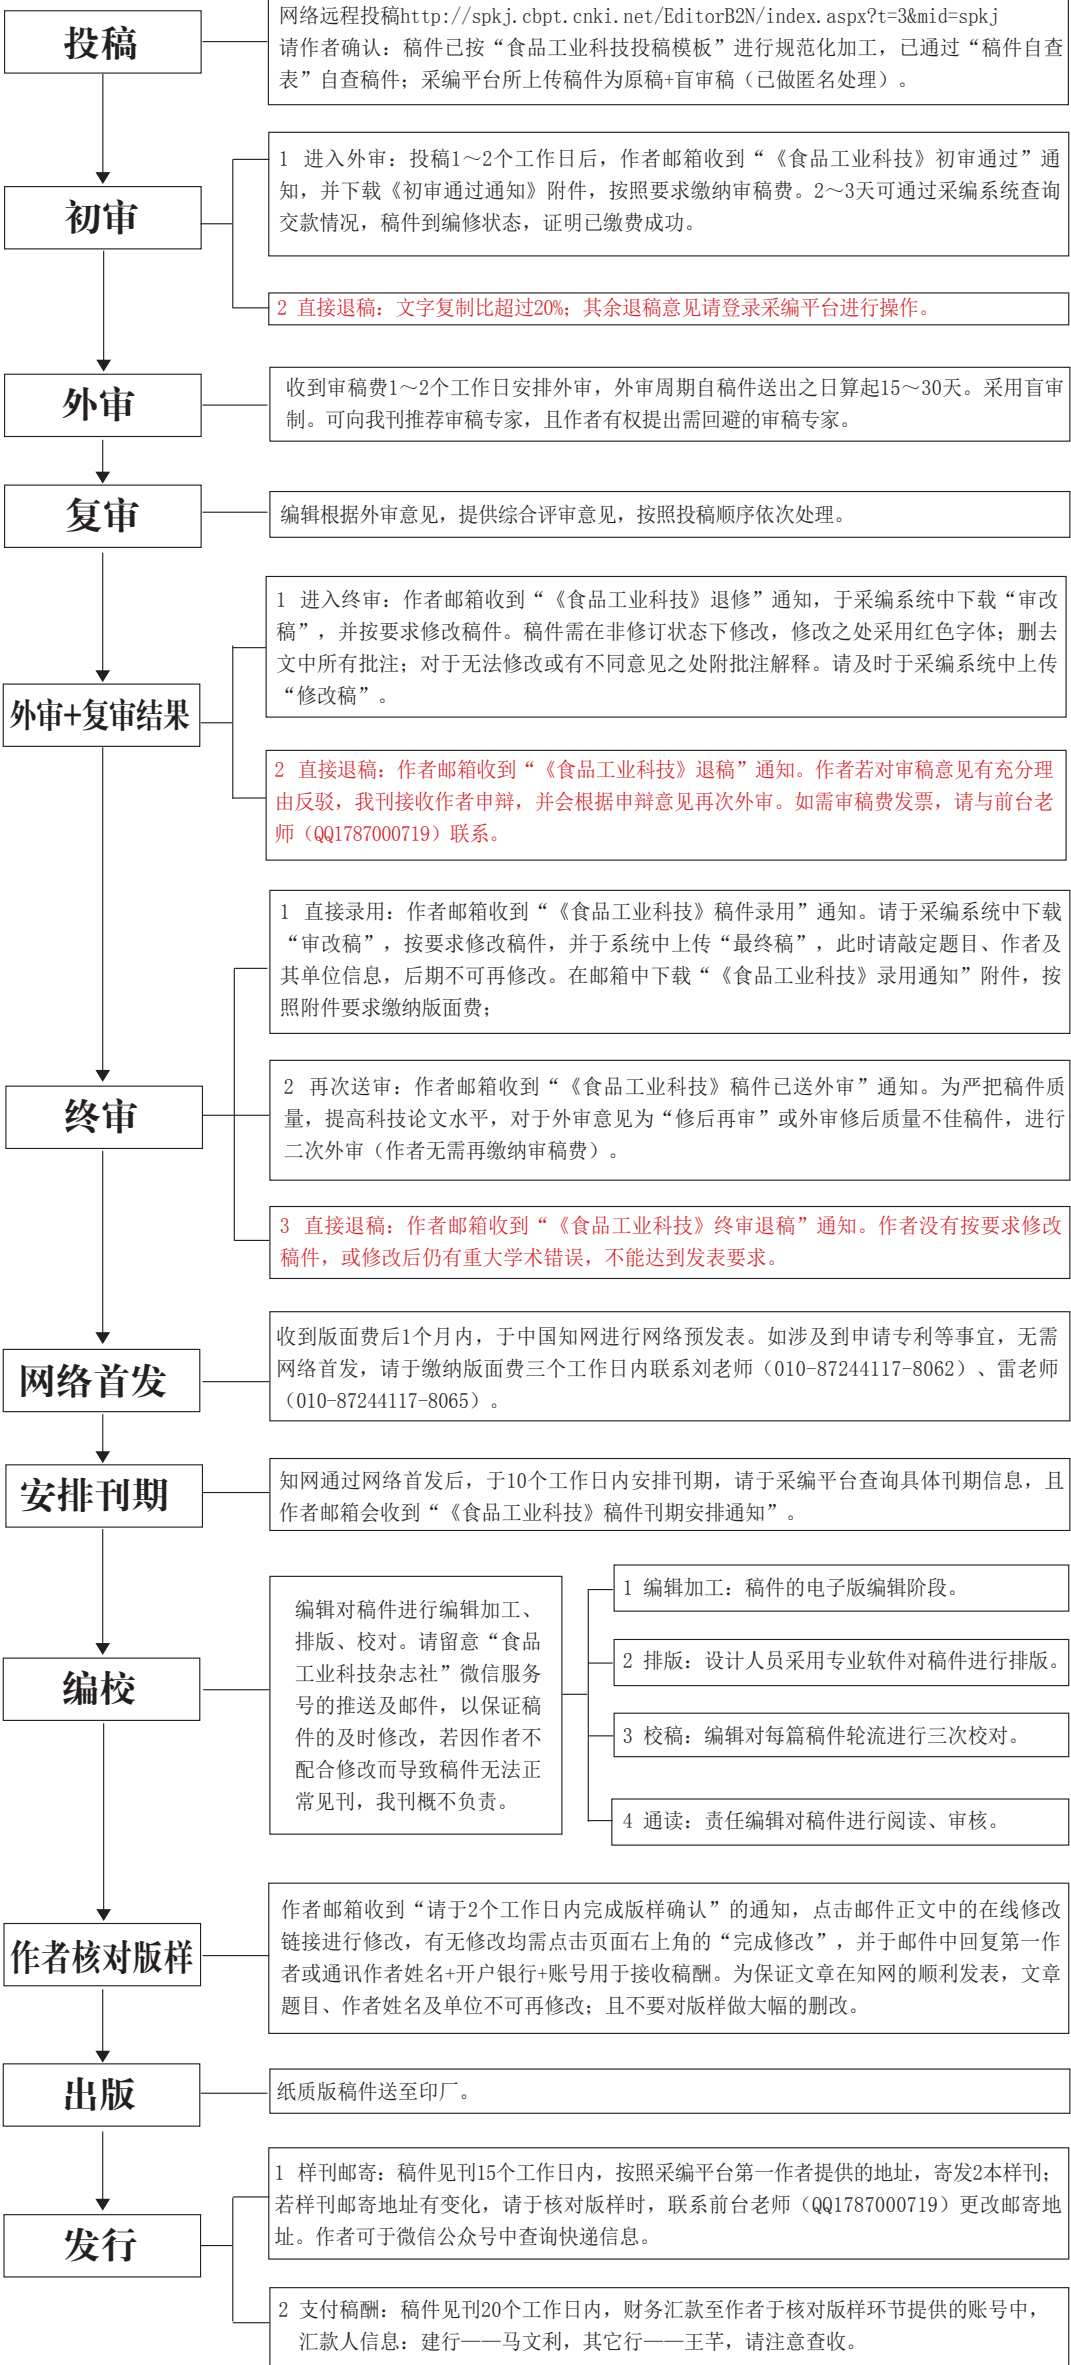 投稿
网络远程投稿http://spkj.cbpt.cnki.net/EditorB2N/index.aspx?t=3&mid=spkj
请作者确认：稿件已按“食品工业科技投稿模板”进行规范化加工，已通过“稿件自查
表”自查稿件；采编平台所上传稿件为原稿+盲审稿（已做匿名处理）。
初审
1 进入外审：投稿1～2个工作日后，作者邮箱收到“《食品工业科技》初审通过”通
知，并下载《初审通过通知》附件，按照要求缴纳审稿费。2～3天可通过采编系统查询
交款情况，稿件到编修状态，证明已缴费成功。
2 直接退稿：文字复制比超过20%；其余退稿意见请登录采编平台进行操作。
外审
收到审稿费1～2个工作日安排外审，外审周期自稿件送出之日算起15～30天。采用盲审
制。可向我刊推荐审稿专家，且作者有权提出需回避的审稿专家。
复审
编辑根据外审意见，提供综合评审意见，按照投稿顺序依次处理。
外审+复审结果
1 进入终审：作者邮箱收到“《食品工业科技》退修”通知，于采编系统中下载“审改
稿”，并按要求修改稿件。稿件需在非修订状态下修改，修改之处采用红色字体；删去
文中所有批注；对于无法修改或有不同意见之处附批注解释。请及时于采编系统中上传
“修改稿”。
2 直接退稿：作者邮箱收到“《食品工业科技》退稿”通知。作者若对审稿意见有充分理
由反驳，我刊接收作者申辩，并会根据申辩意见再次外审。如需审稿费发票，请与前台老
师（QQ1787000719）联系。
终审
1 直接录用：作者邮箱收到“《食品工业科技》稿件录用”通知。请于采编系统中下载
“审改稿”，按要求修改稿件，并于系统中上传“最终稿”，此时请敲定题目、作者及
其单位信息，后期不可再修改。在邮箱中下载“《食品工业科技》录用通知”附件，按
照附件要求缴纳版面费；
2 再次送审：作者邮箱收到“《食品工业科技》稿件已送外审”通知。为严把稿件质
量，提高科技论文水平，对于外审意见为“修后再审”或外审修后质量不佳稿件，进行
二次外审（作者无需再缴纳审稿费）。
3 直接退稿：作者邮箱收到“《食品工业科技》终审退稿”通知。作者没有按要求修改
稿件，或修改后仍有重大学术错误，不能达到发表要求。
网络首发
收到版面费后1个月内，于中国知网进行网络预发表。如涉及到申请专利等事宜，无需
网络首发，请于缴纳版面费三个工作日内联系刘老师（010-87244117-8062）、雷老师
（010-87244117-8065）。
安排刊期
知网通过网络首发后，于10个工作日内安排刊期，请于采编平台查询具体刊期信息，且
作者邮箱会收到“《食品工业科技》稿件刊期安排通知”。
编校
编辑对稿件进行编辑加工、
排版、校对。请留意“食品
工业科技杂志社”微信服务
号的推送及邮件，以保证稿
件的及时修改，若因作者不
配合修改而导致稿件无法正
常见刊，我刊概不负责。
1 编辑加工：稿件的电子版编辑阶段。
2 排版：设计人员采用专业软件对稿件进行排版。
3 校稿：编辑对每篇稿件轮流进行三次校对。
4 通读：责任编辑对稿件进行阅读、审核。
作者核对版样
作者邮箱收到“请于2个工作日内完成版样确认”的通知，点击邮件正文中的在线修改
链接进行修改，有无修改均需点击页面右上角的“完成修改”，并于邮件中回复第一作
者或通讯作者姓名+开户银行+账号用于接收稿酬。为保证文章在知网的顺利发表，文章
题目、作者姓名及单位不可再修改；且不要对版样做大幅的删改。
出版
纸质版稿件送至印厂。
发行
1 样刊邮寄：稿件见刊15个工作日内，按照采编平台第一作者提供的地址，寄发2本样刊；
若样刊邮寄地址有变化，请于核对版样时，联系前台老师（QQ1787000719）更改邮寄地
址。作者可于微信公众号中查询快递信息。
2 支付稿酬：稿件见刊20个工作日内，财务汇款至作者于核对版样环节提供的账号中，
汇款人信息：建行——马文利，其它行——王芊，请注意查收。